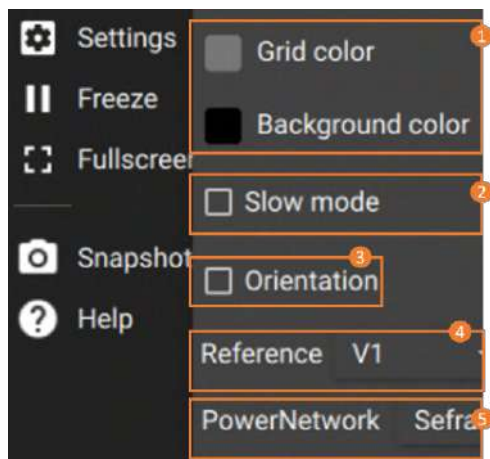 Settings
Freeze
Fullscreen
Snapshot
Help
1
Grid color
Background color
2
Slow mode
3
Orientation
4
Reference V1
5
PowerNetwork Sefra